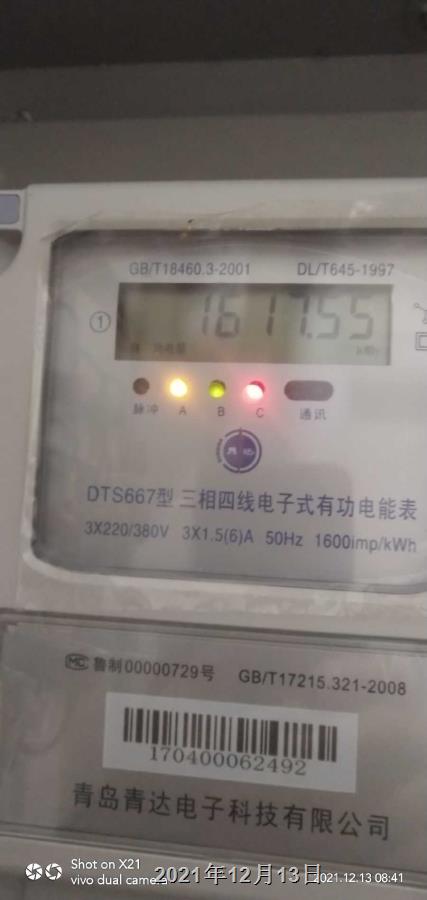 GB/T18460.3-2001 DL/T645-1997
① 1617.55
kWh
脉冲 A B C 通讯
DTS667型 三相四线电子式有功电能表
3X220/380V 3X1.5(6)A 50Hz 1600imp/kWh
MC 鲁制00000729号 GB/T17215.321-2008
170400062492
青岛青达电子科技有限公司
Shot on X21
vivo dual camera
2021年12月13日
2021.12.13 08:41